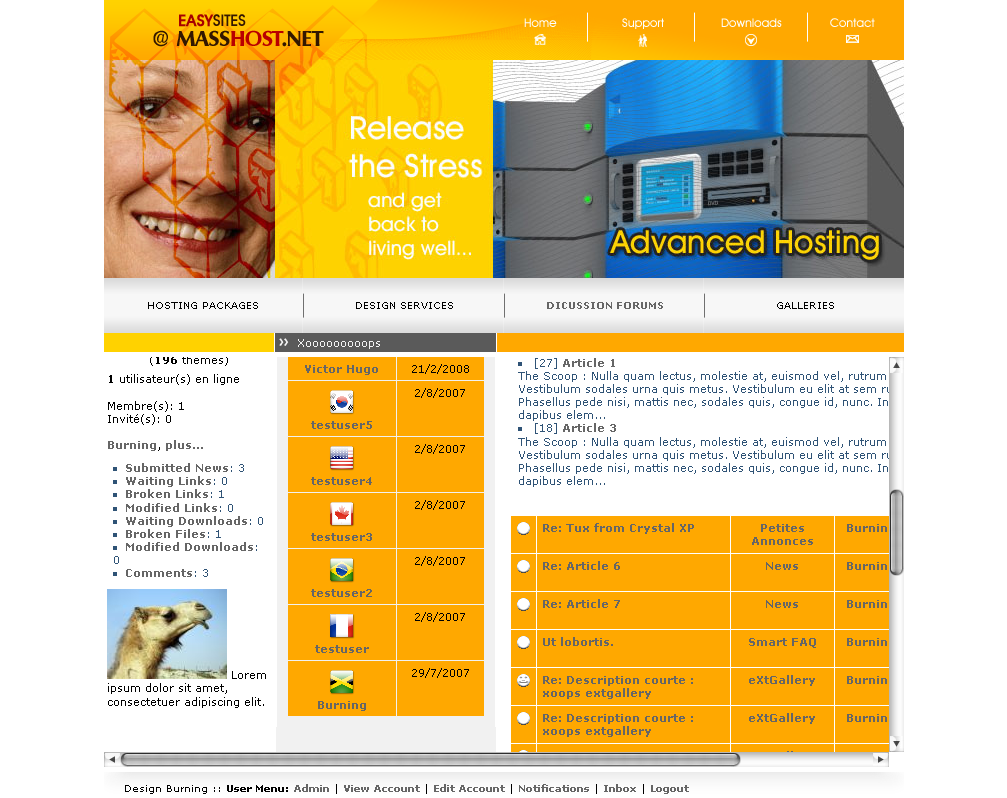 EASYSITES
@ MASSHOST.NET
Home
Support
Downloads
Contact
Release
the Stress
and get
back to
living well...
DVD
Advanced Hosting
HOSTING PACKAGES
DESIGN SERVICES
DICUSSION FORUMS
GALLERIES
Xooooooooops
(196 themes)
1 utilisateur(s) en ligne
Membre(s): 1
Invité(s): 0
Burning, plus...
Submitted News: 3
Waiting Links: 0
Broken Links: 1
Modified Links: 0
Waiting Downloads: 0
Broken Files: 1
Modified Downloads:
0
Comments: 3
Lorem
ipsum dolor sit amet,
consectetuer adipiscing elit.
Victor Hugo 21/2/2008
2/8/2007
testuser5
2/8/2007
testuser4
2/8/2007
testuser3
2/8/2007
testuser2
2/8/2007
testuser
29/7/2007
Burning
[27] Article 1
The Scoop : Nulla quam lectus, molestie at, euismod vel, rutrum
Vestibulum sodales urna quis metus. Vestibulum eu elit at sem ru
Phasellus pede nisi, mattis nec, sodales quis, congue id, nunc. In
dapibus elem...
[18] Article 3
The Scoop : Nulla quam lectus, molestie at, euismod vel, rutrum
Vestibulum sodales urna quis metus. Vestibulum eu elit at sem ru
Phasellus pede nisi, mattis nec, sodales quis, congue id, nunc. In
dapibus elem...
Re: Tux from Crystal XP Petites Burnin
Annonces
Re: Article 6 News Burnin
Re: Article 7 News Burnin
Ut lobortis. Smart FAQ Burnin
Re: Description courte : eXtGallery Burnin
xoops extgallery
Re: Description courte : eXtGallery Burnin
xoops extgallery
Design Burning :: User Menu: Admin | View Account | Edit Account | Notifications | Inbox | Logout